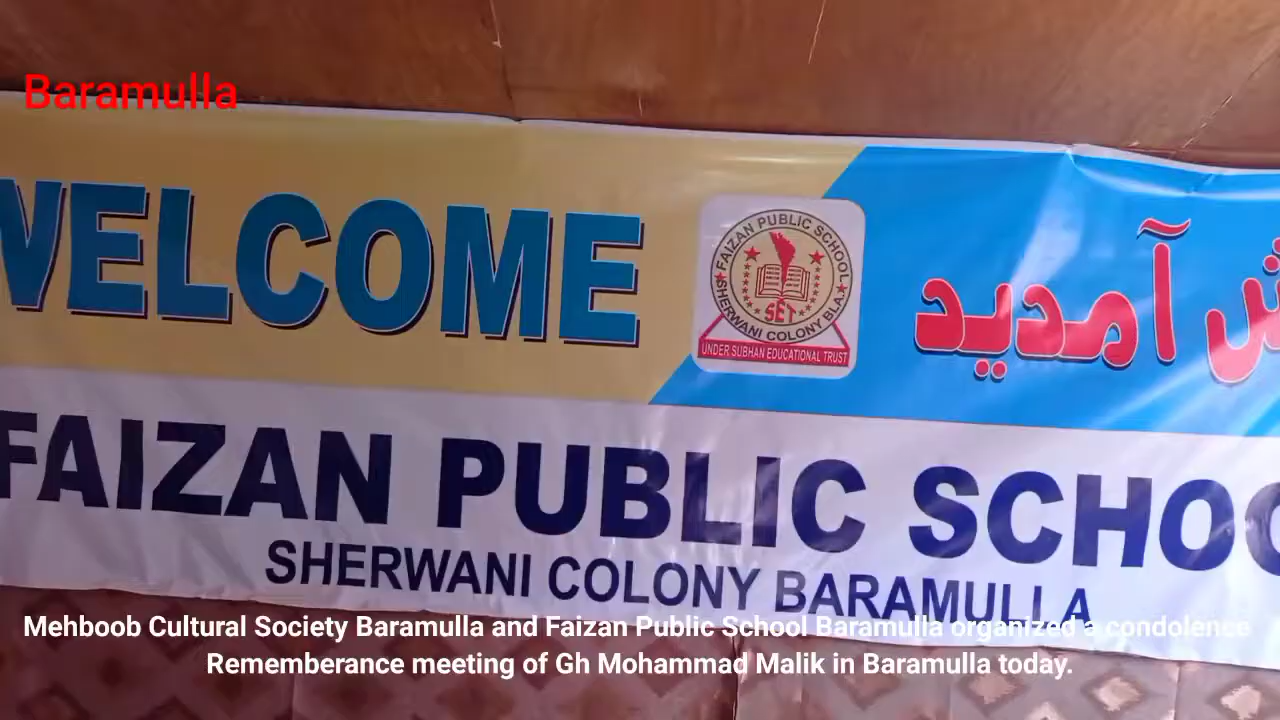 Baramulla
WELCOME
FAIZAN PUBLIC SCHOOL
SET
SHERWANI COLONY BLA.
UNDER SUBHAN EDUCATIONAL TRUST
آمدید
FAIZAN PUBLIC SCHOO
SHERWANI COLONY BARAMULLA
Mehboob Cultural Society Baramulla and Faizan Public School Baramulla organized a condolence
Rememberance meeting of Gh Mohammad Malik in Baramulla today.